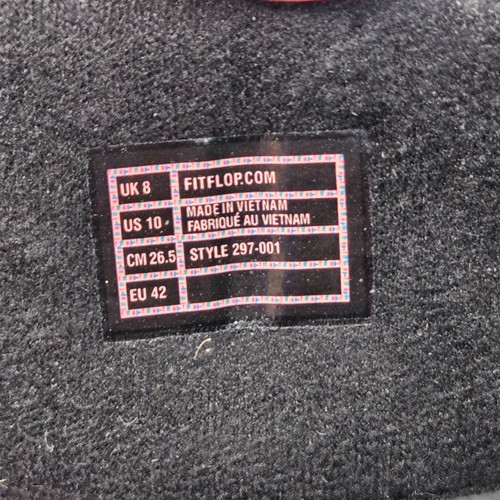 UK 8
FITFLOP.COM
US 10
MADE IN VIETNAM
FABRIQUÉ AU VIETNAM
CM 26.5
STYLE 297-001
EU 42